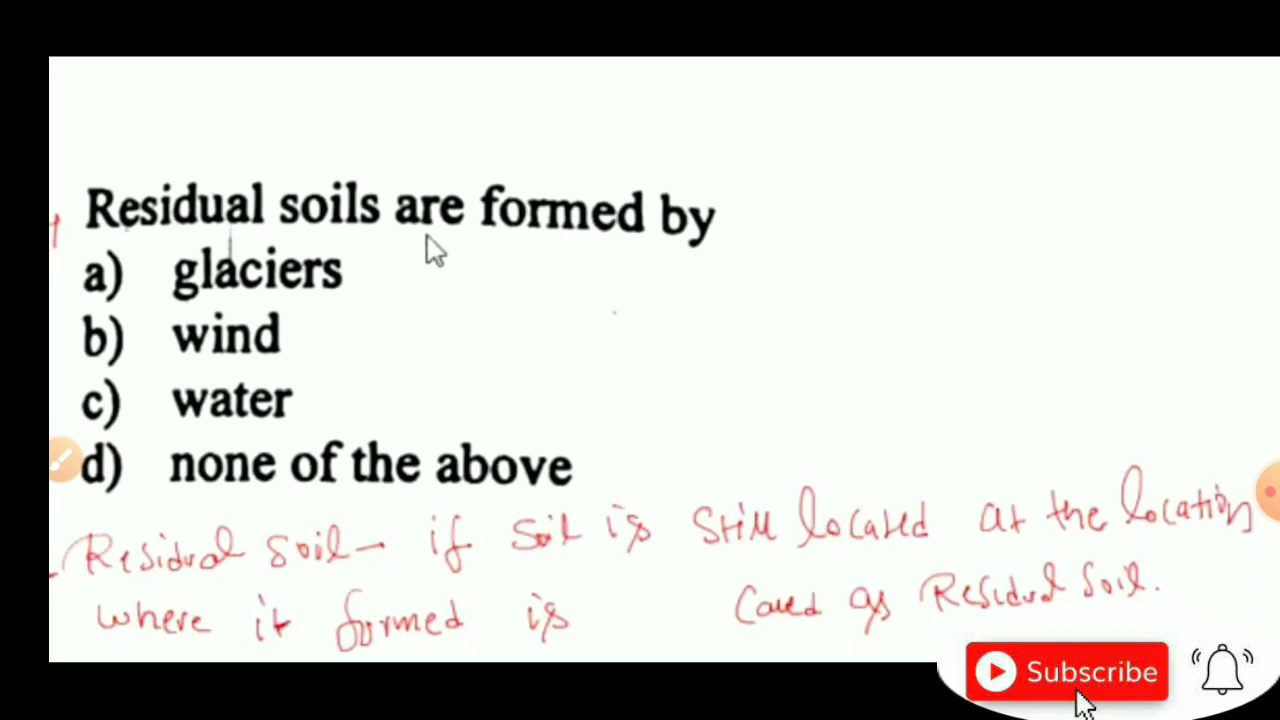 Residual soils are formed by
a) glaciers
b) wind
c) water
d) none of the above
Residual soil - if soil is still located at the location
where it formed is called as Residual soil.
Subscribe